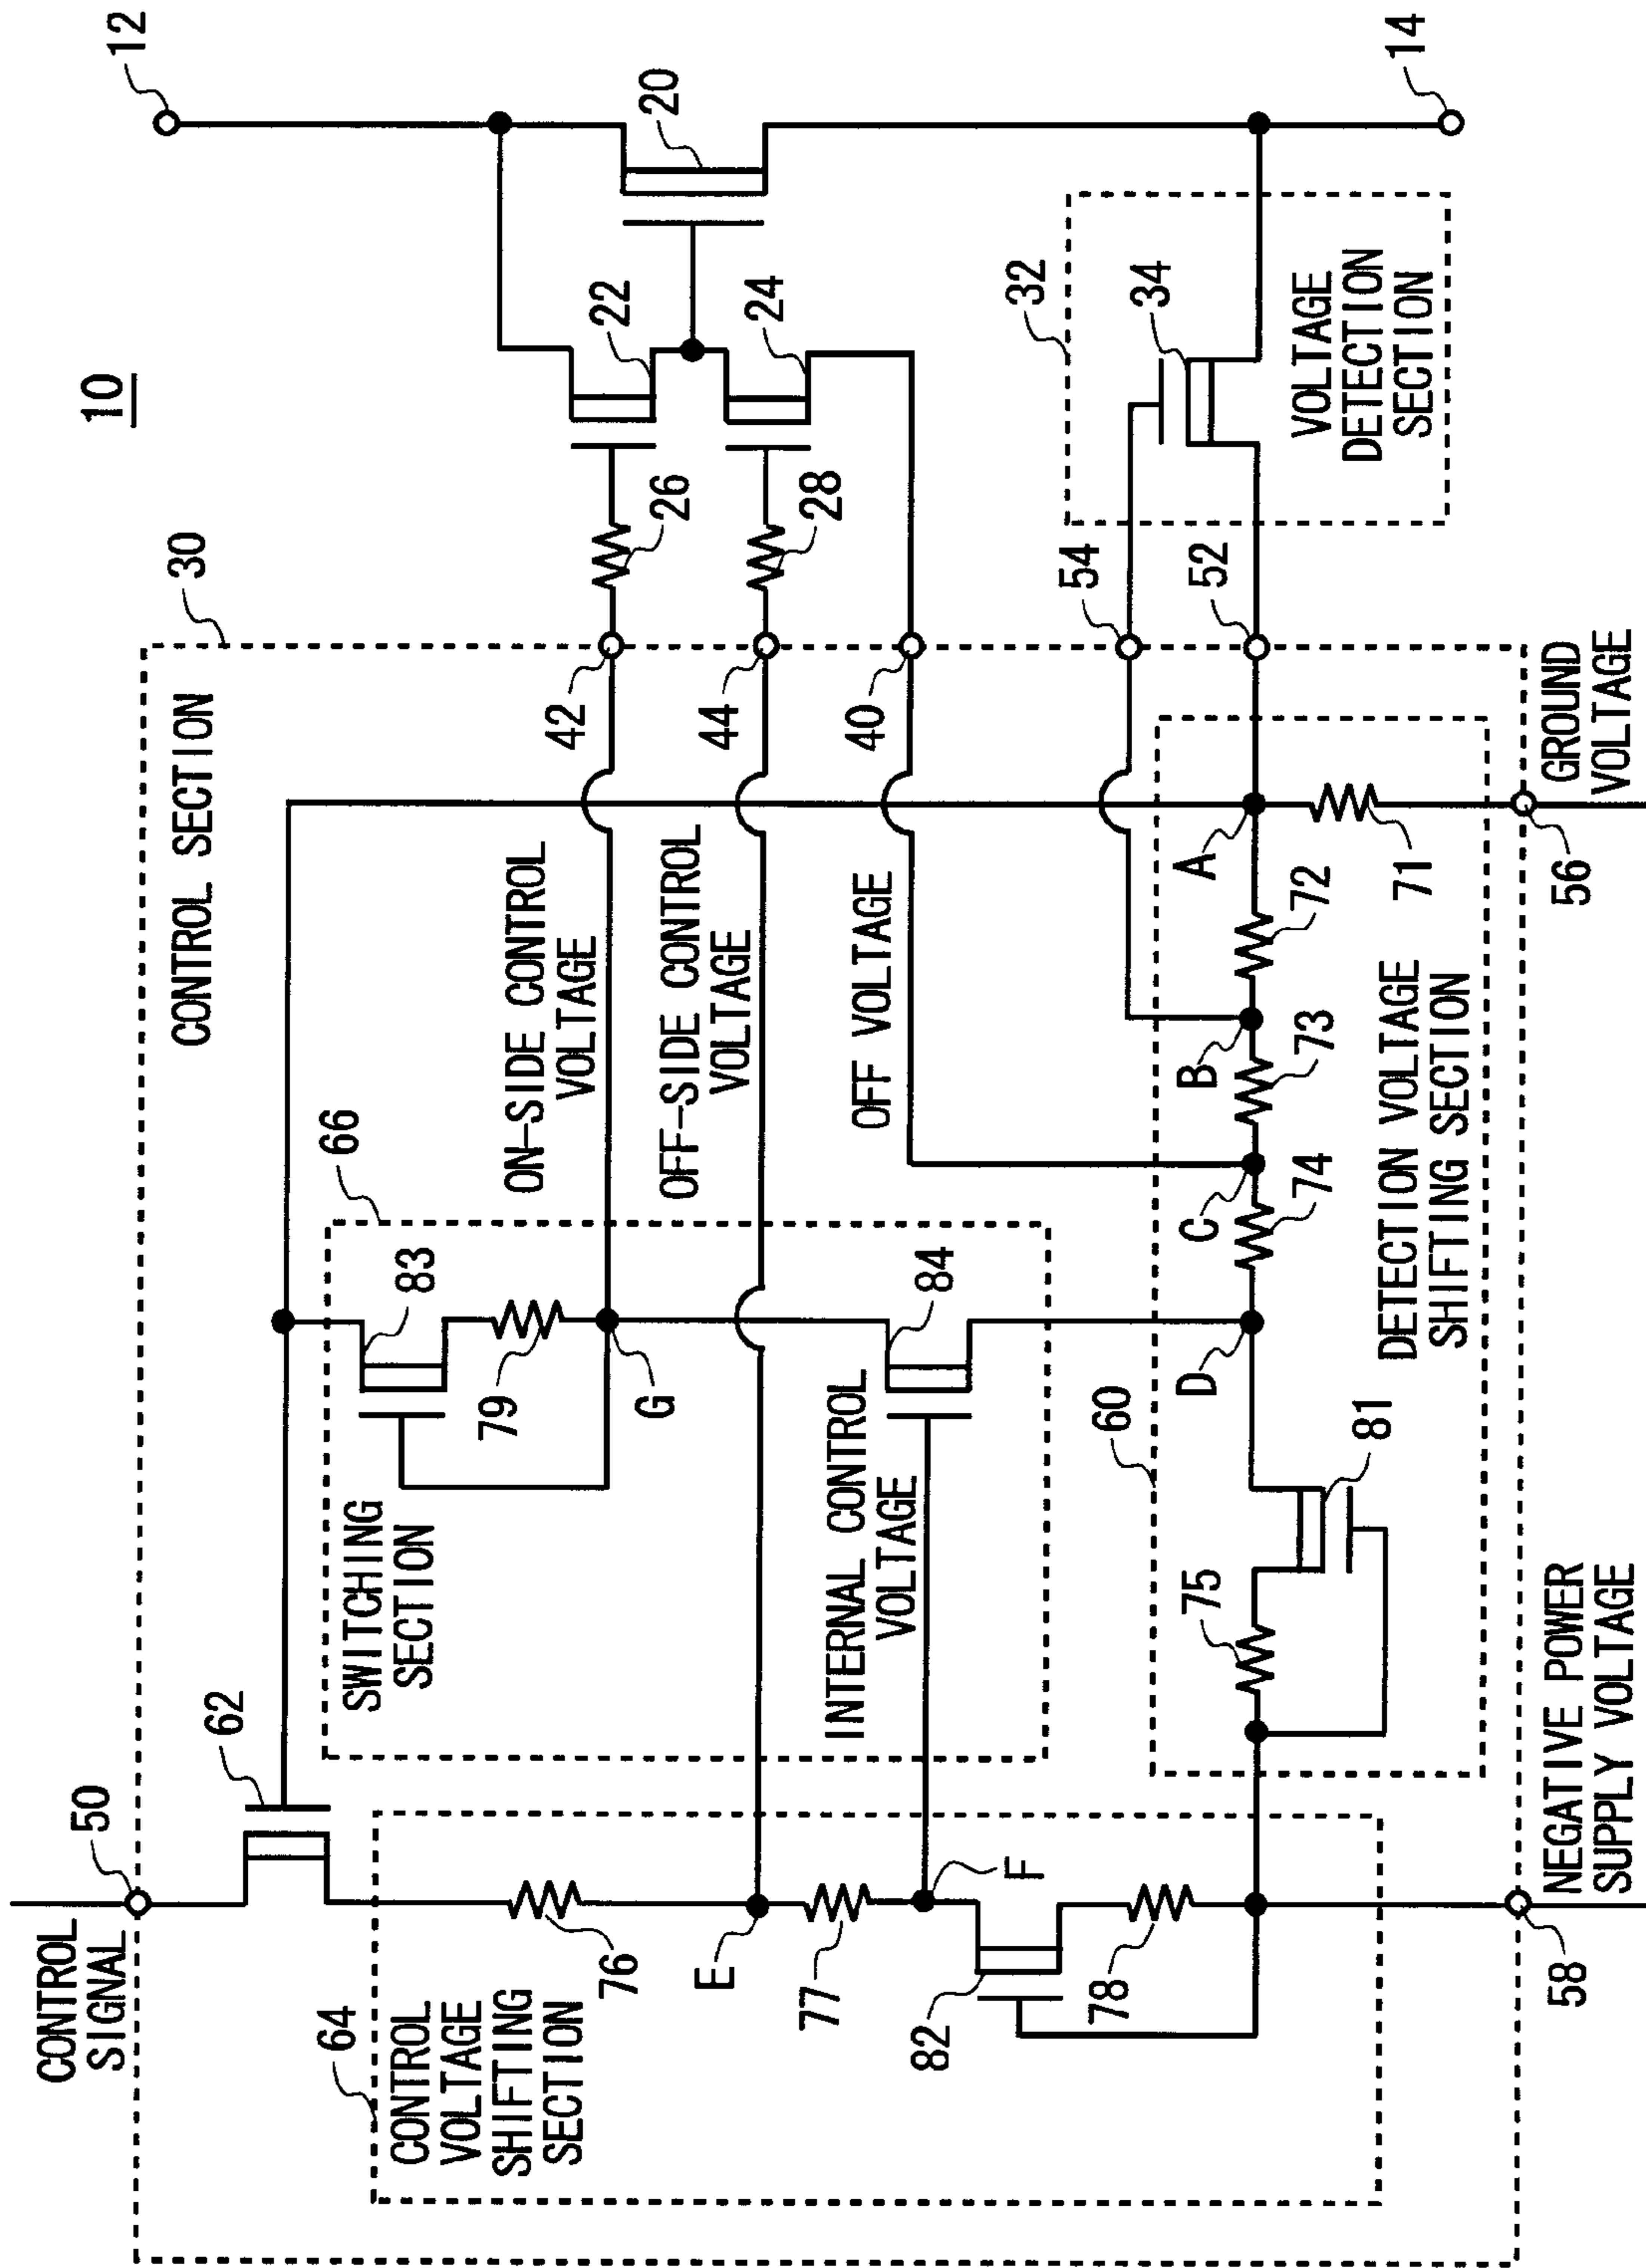 10
12
14
20
22
24
26
28
30
CONTROL SECTION
32
34
VOLTAGE
DETECTION
SECTION
42
44
40
54
52
ON-SIDE CONTROL
VOLTAGE
OFF-SIDE CONTROL
VOLTAGE
OFF VOLTAGE
66
SWITCHING
SECTION
83
79
G
84
INTERNAL CONTROL
VOLTAGE
CONTROL
SIGNAL
50
62
64
CONTROL
VOLTAGE
SHIFTING
SECTION
76
E
77
F
82
78
60
75
81
D
74
C
73
B
72
A
71
DETECTION VOLTAGE
SHIFTING SECTION
58
NEGATIVE POWER
SUPPLY VOLTAGE
56
GROUND
VOLTAGE